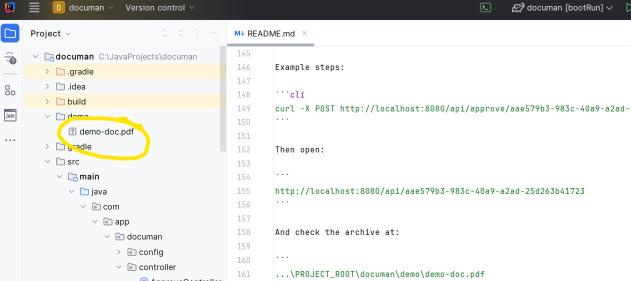 D documan Version control documan [bootRun]
Project
README.md
documan C:\JavaProjects\documan
.gradle
.idea
build
demo
demo-doc.pdf
gradle
src
main
java
com
app
documan
config
controller
145
146 Example steps:
147
148 ```cli
149 curl -X POST http://localhost:8080/api/approve/aae579b3-983c-40a9-a2ad-
150 ```
151
152 Then open:
153
154 ```
155 http://localhost:8080/api/aae579b3-983c-40a9-a2ad-25d263b41723
156 ```
157
158 And check the archive at:
159
160 ```
161 ...\PROJECT_ROOT\documan\demo\demo-doc.pdf